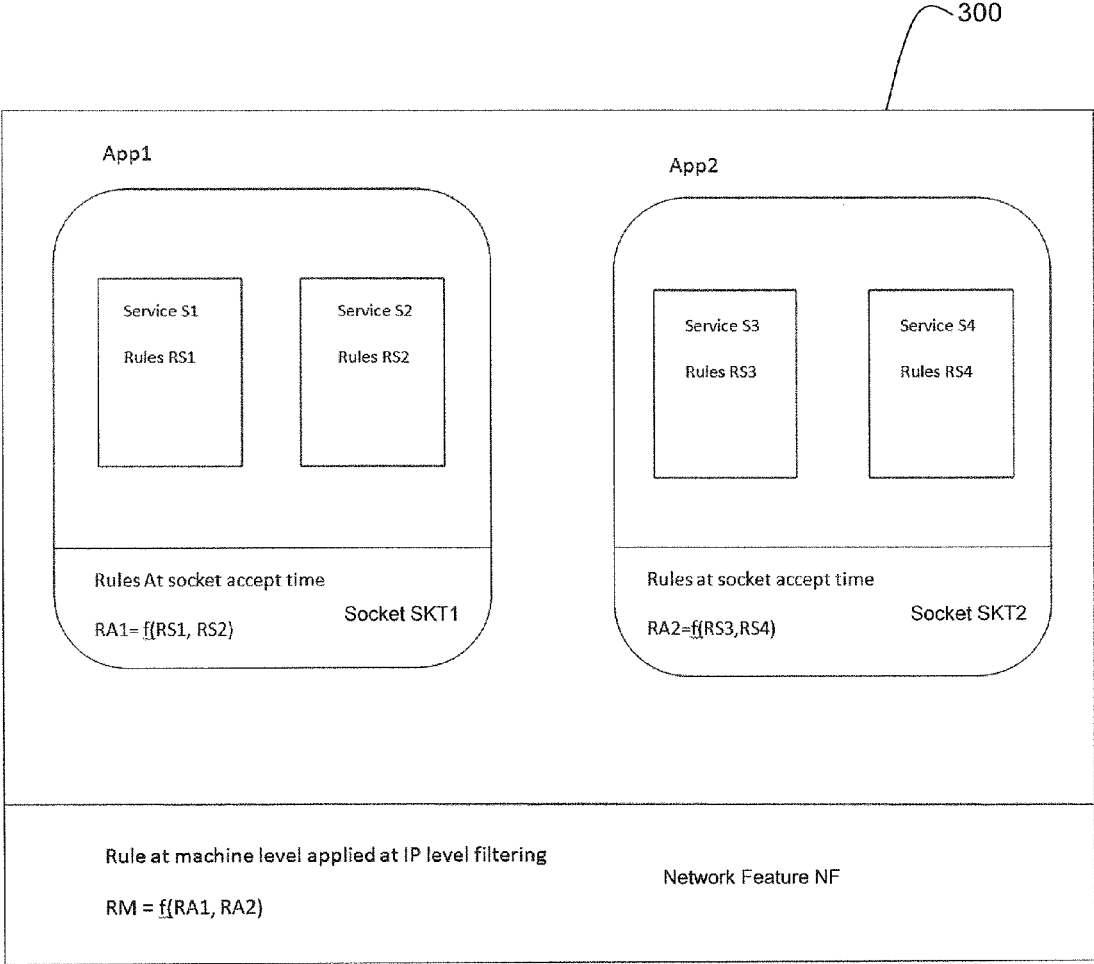 300
App1
App2
Service S1
Rules RS1
Service S2
Rules RS2
Service S3
Rules RS3
Service S4
Rules RS4
Rules At socket accept time
RA1= f(RS1, RS2)
Socket SKT1
Rules at socket accept time
RA2=f(RS3,RS4)
Socket SKT2
Rule at machine level applied at IP level filtering
RM = f(RA1, RA2)
Network Feature NF